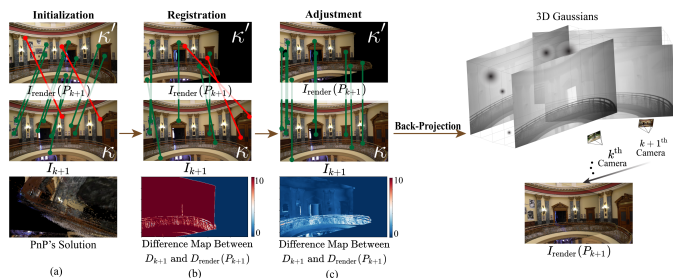 Initialization
Registration
Adjustment
3D Gaussians
κ′
κ′
κ′
I_render(P_{k+1})
I_render(P_{k+1})
I_render(P_{k+1})
κ
κ
κ
Back-Projection
I_{k+1}
I_{k+1}
I_{k+1}
k^th
Camera
k+1^th
Camera
10
0
10
0
PnP's Solution
Difference Map Between
D_{k+1} and D_render(P_{k+1})
Difference Map Between
D_{k+1} and D_render(P_{k+1})
I_render(P_{k+1})
(a)
(b)
(c)